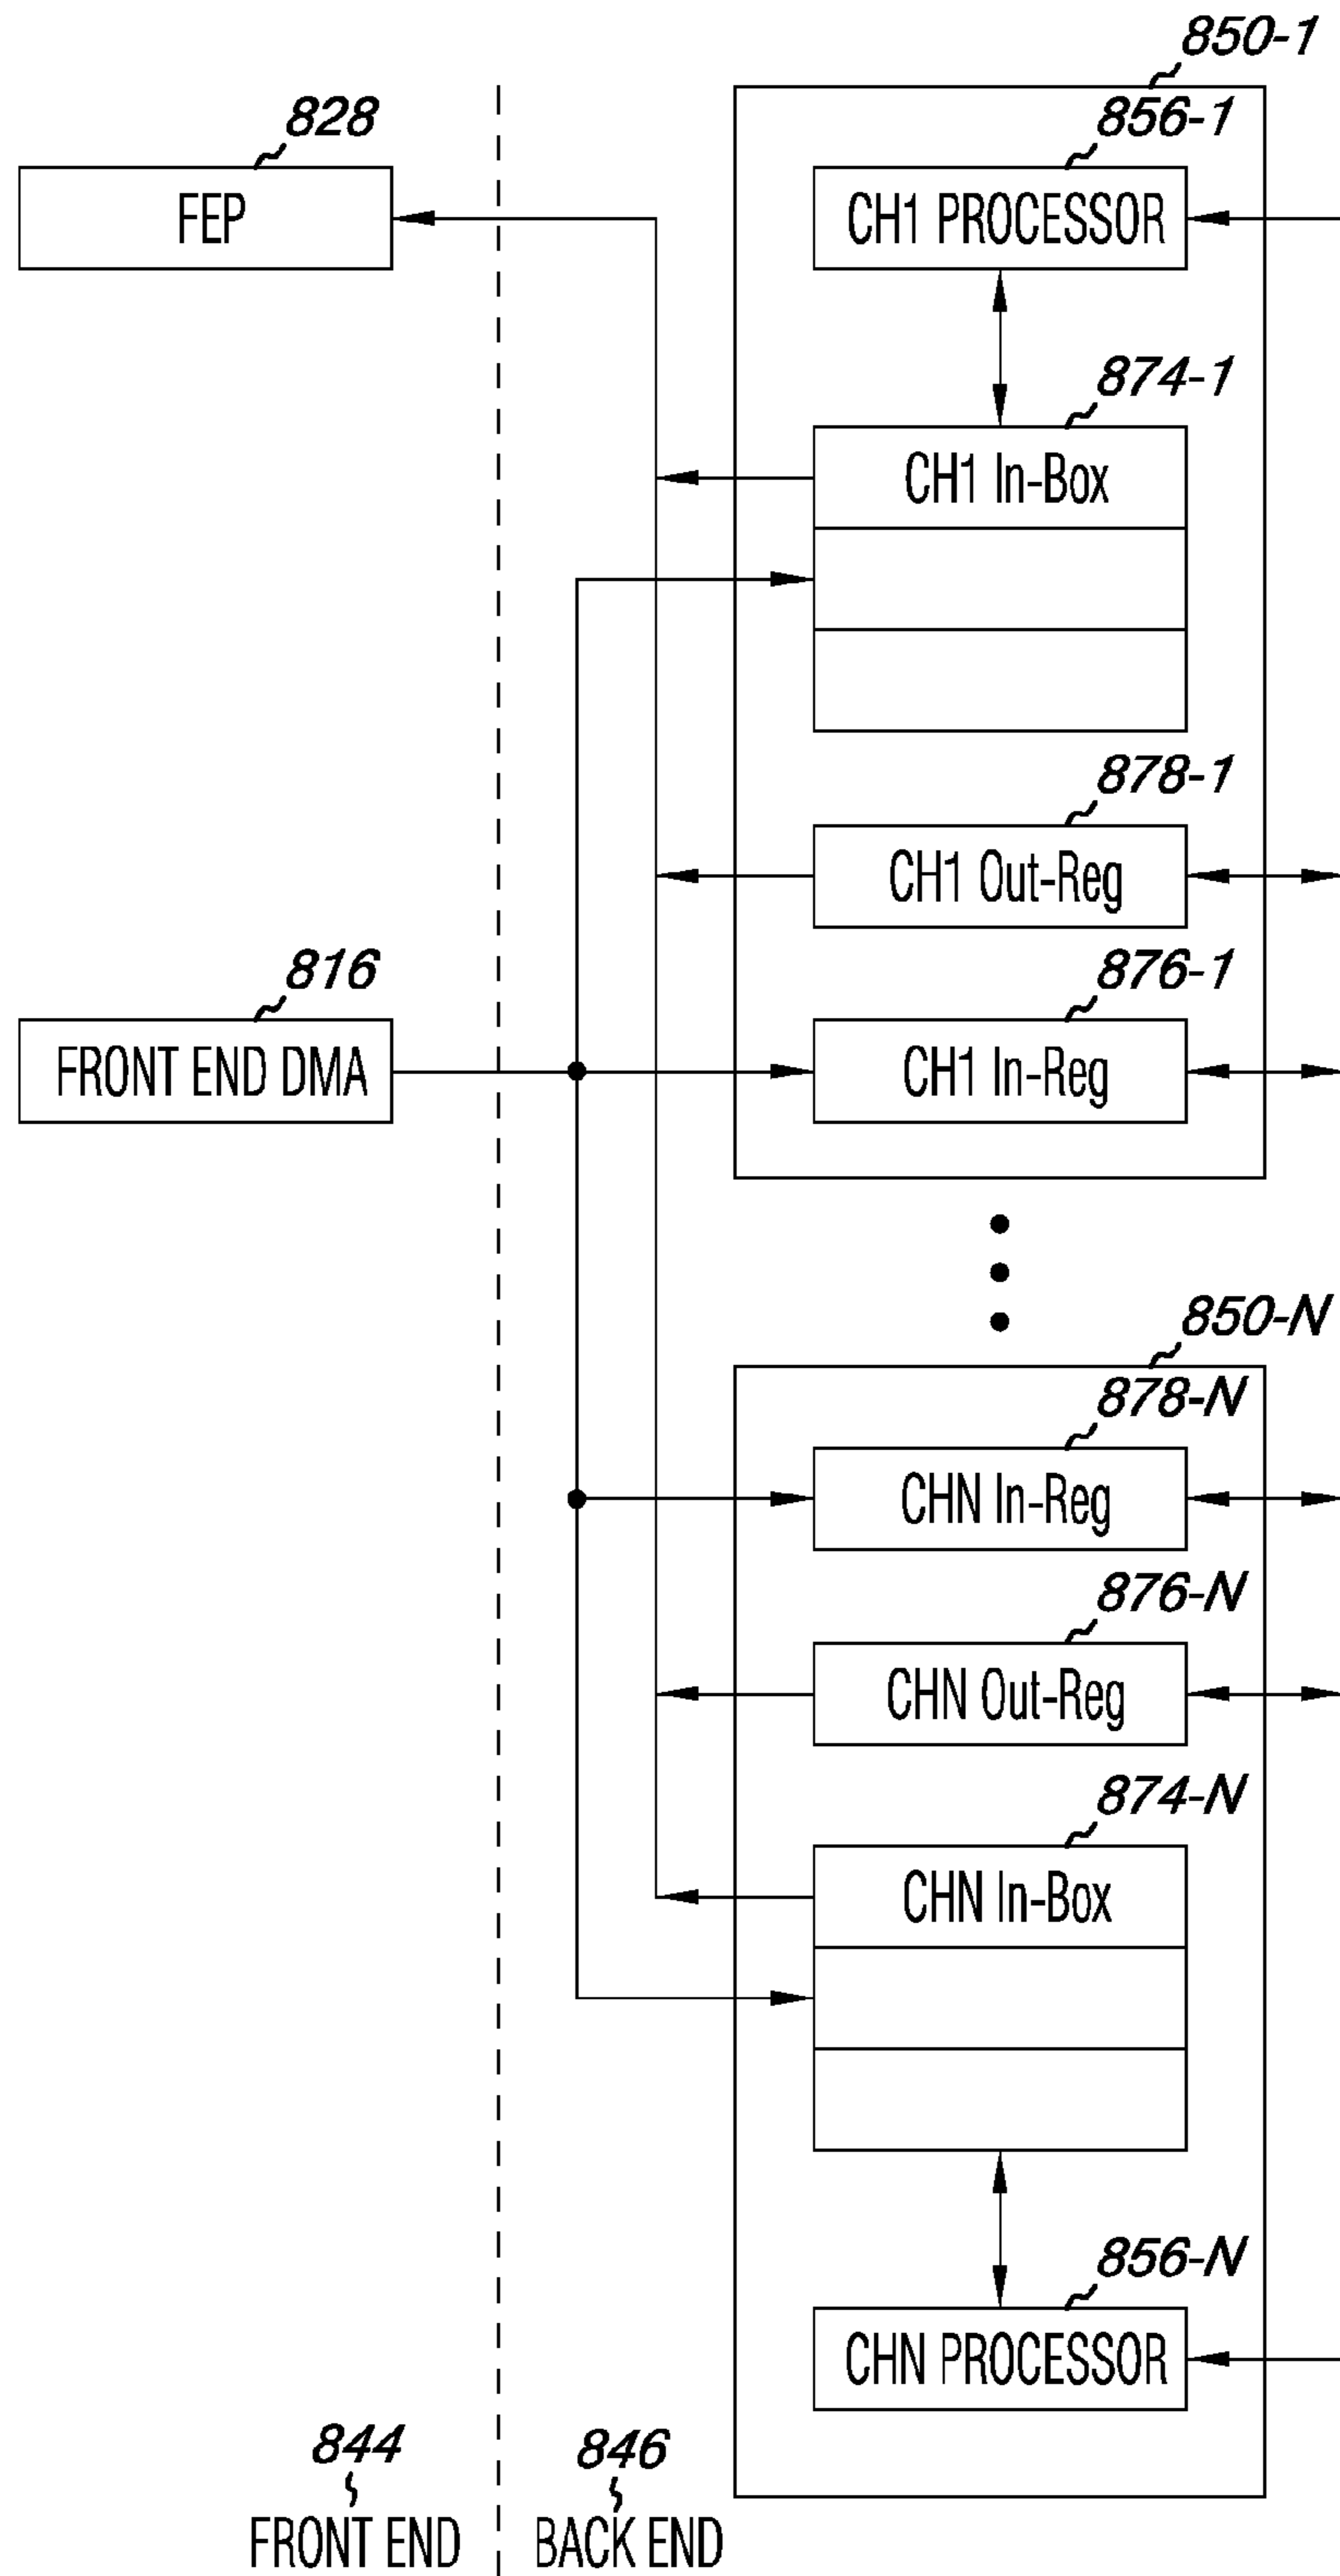 850-1
828
856-1
FEP
CH1 PROCESSOR
874-1
CH1 In-Box
878-1
CH1 Out-Reg
816
876-1
FRONT END DMA
CH1 In-Reg
850-N
878-N
CHN In-Reg
876-N
CHN Out-Reg
874-N
CHN In-Box
856-N
CHN PROCESSOR
844
846
FRONT END
BACK END